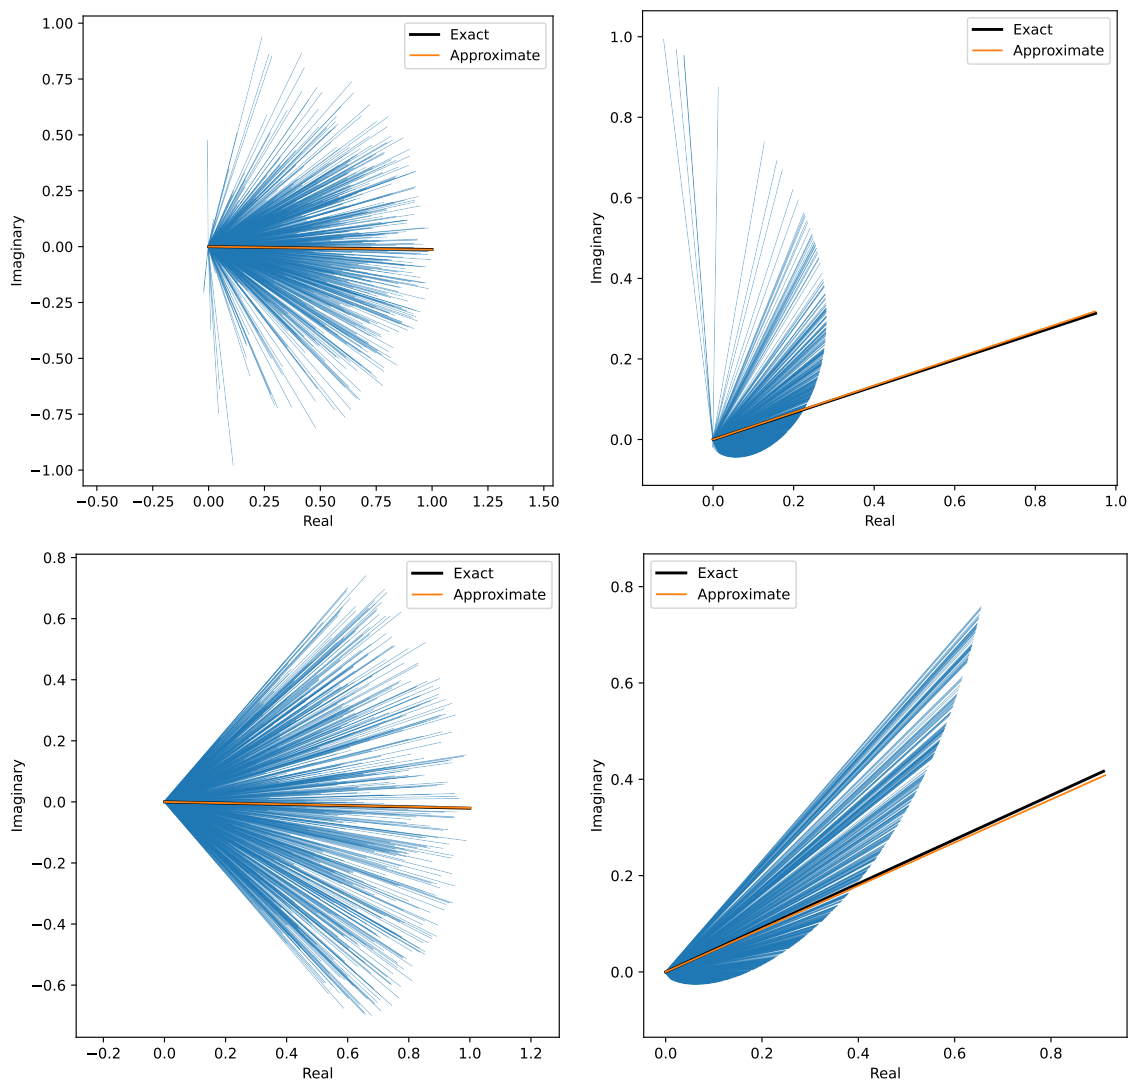 1.00
0.75
0.50
0.25
0.00
−0.25
−0.50
−0.75
−1.00
Imaginary
Exact
Approximate
−0.50 −0.25 0.00 0.25 0.50 0.75 1.00 1.25 1.50
Real
1.0
0.8
0.6
0.4
0.2
0.0
Imaginary
Exact
Approximate
0.0 0.2 0.4 0.6 0.8 1.0
Real
0.8
0.6
0.4
0.2
0.0
−0.2
−0.4
−0.6
Imaginary
Exact
Approximate
−0.2 0.0 0.2 0.4 0.6 0.8 1.0 1.2
Real
0.8
0.6
0.4
0.2
0.0
Imaginary
Exact
Approximate
0.0 0.2 0.4 0.6 0.8
Real